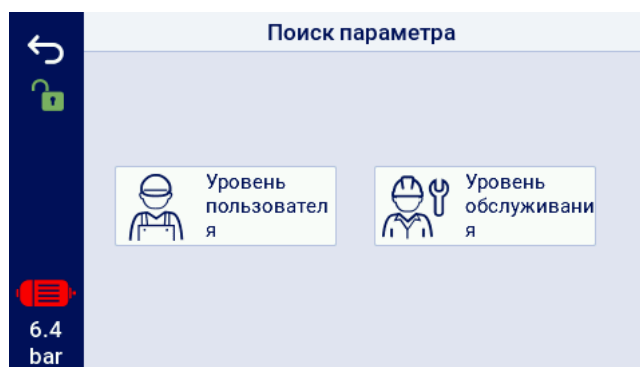 Поиск параметра
Уровень
пользовател
я
Уровень
обслуживани
я
6.4
bar